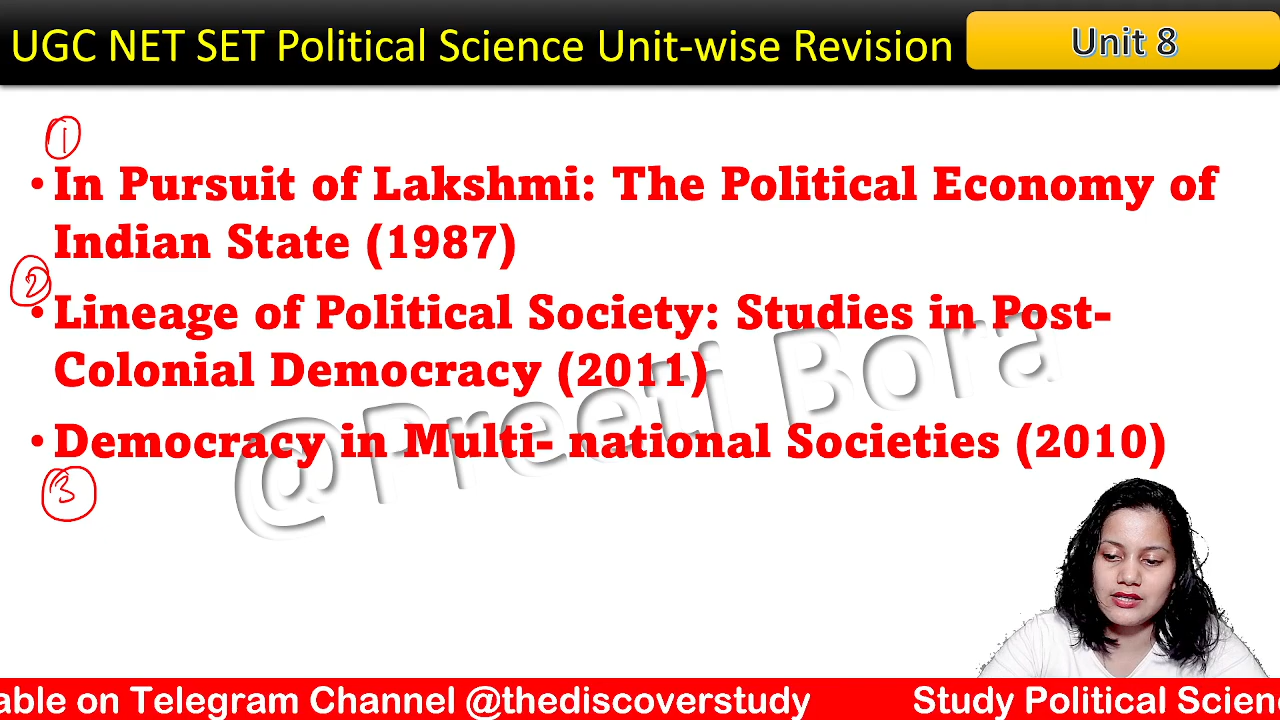 UGC NET SET Political Science Unit-wise Revision
Unit 8
1
• In Pursuit of Lakshmi: The Political Economy of
Indian State (1987)
2
• Lineage of Political Society: Studies in Post-
Colonial Democracy (2011)
• Democracy in Multi- national Societies (2010)
3
@Preeti Bora
able on Telegram Channel @thediscoverstudy
Study Political Scien